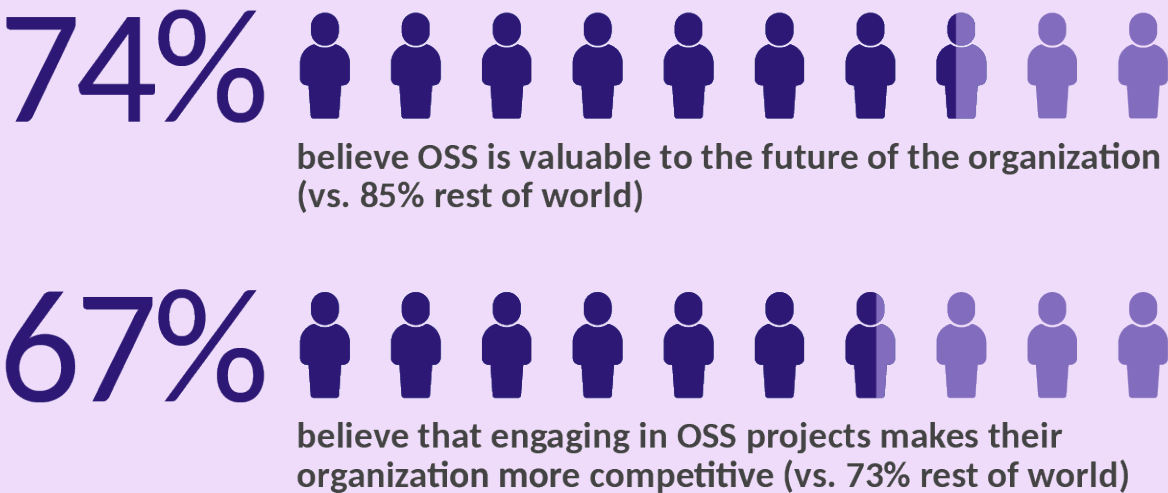 74%
believe OSS is valuable to the future of the organization
(vs. 85% rest of world)
67%
believe that engaging in OSS projects makes their
organization more competitive (vs. 73% rest of world)